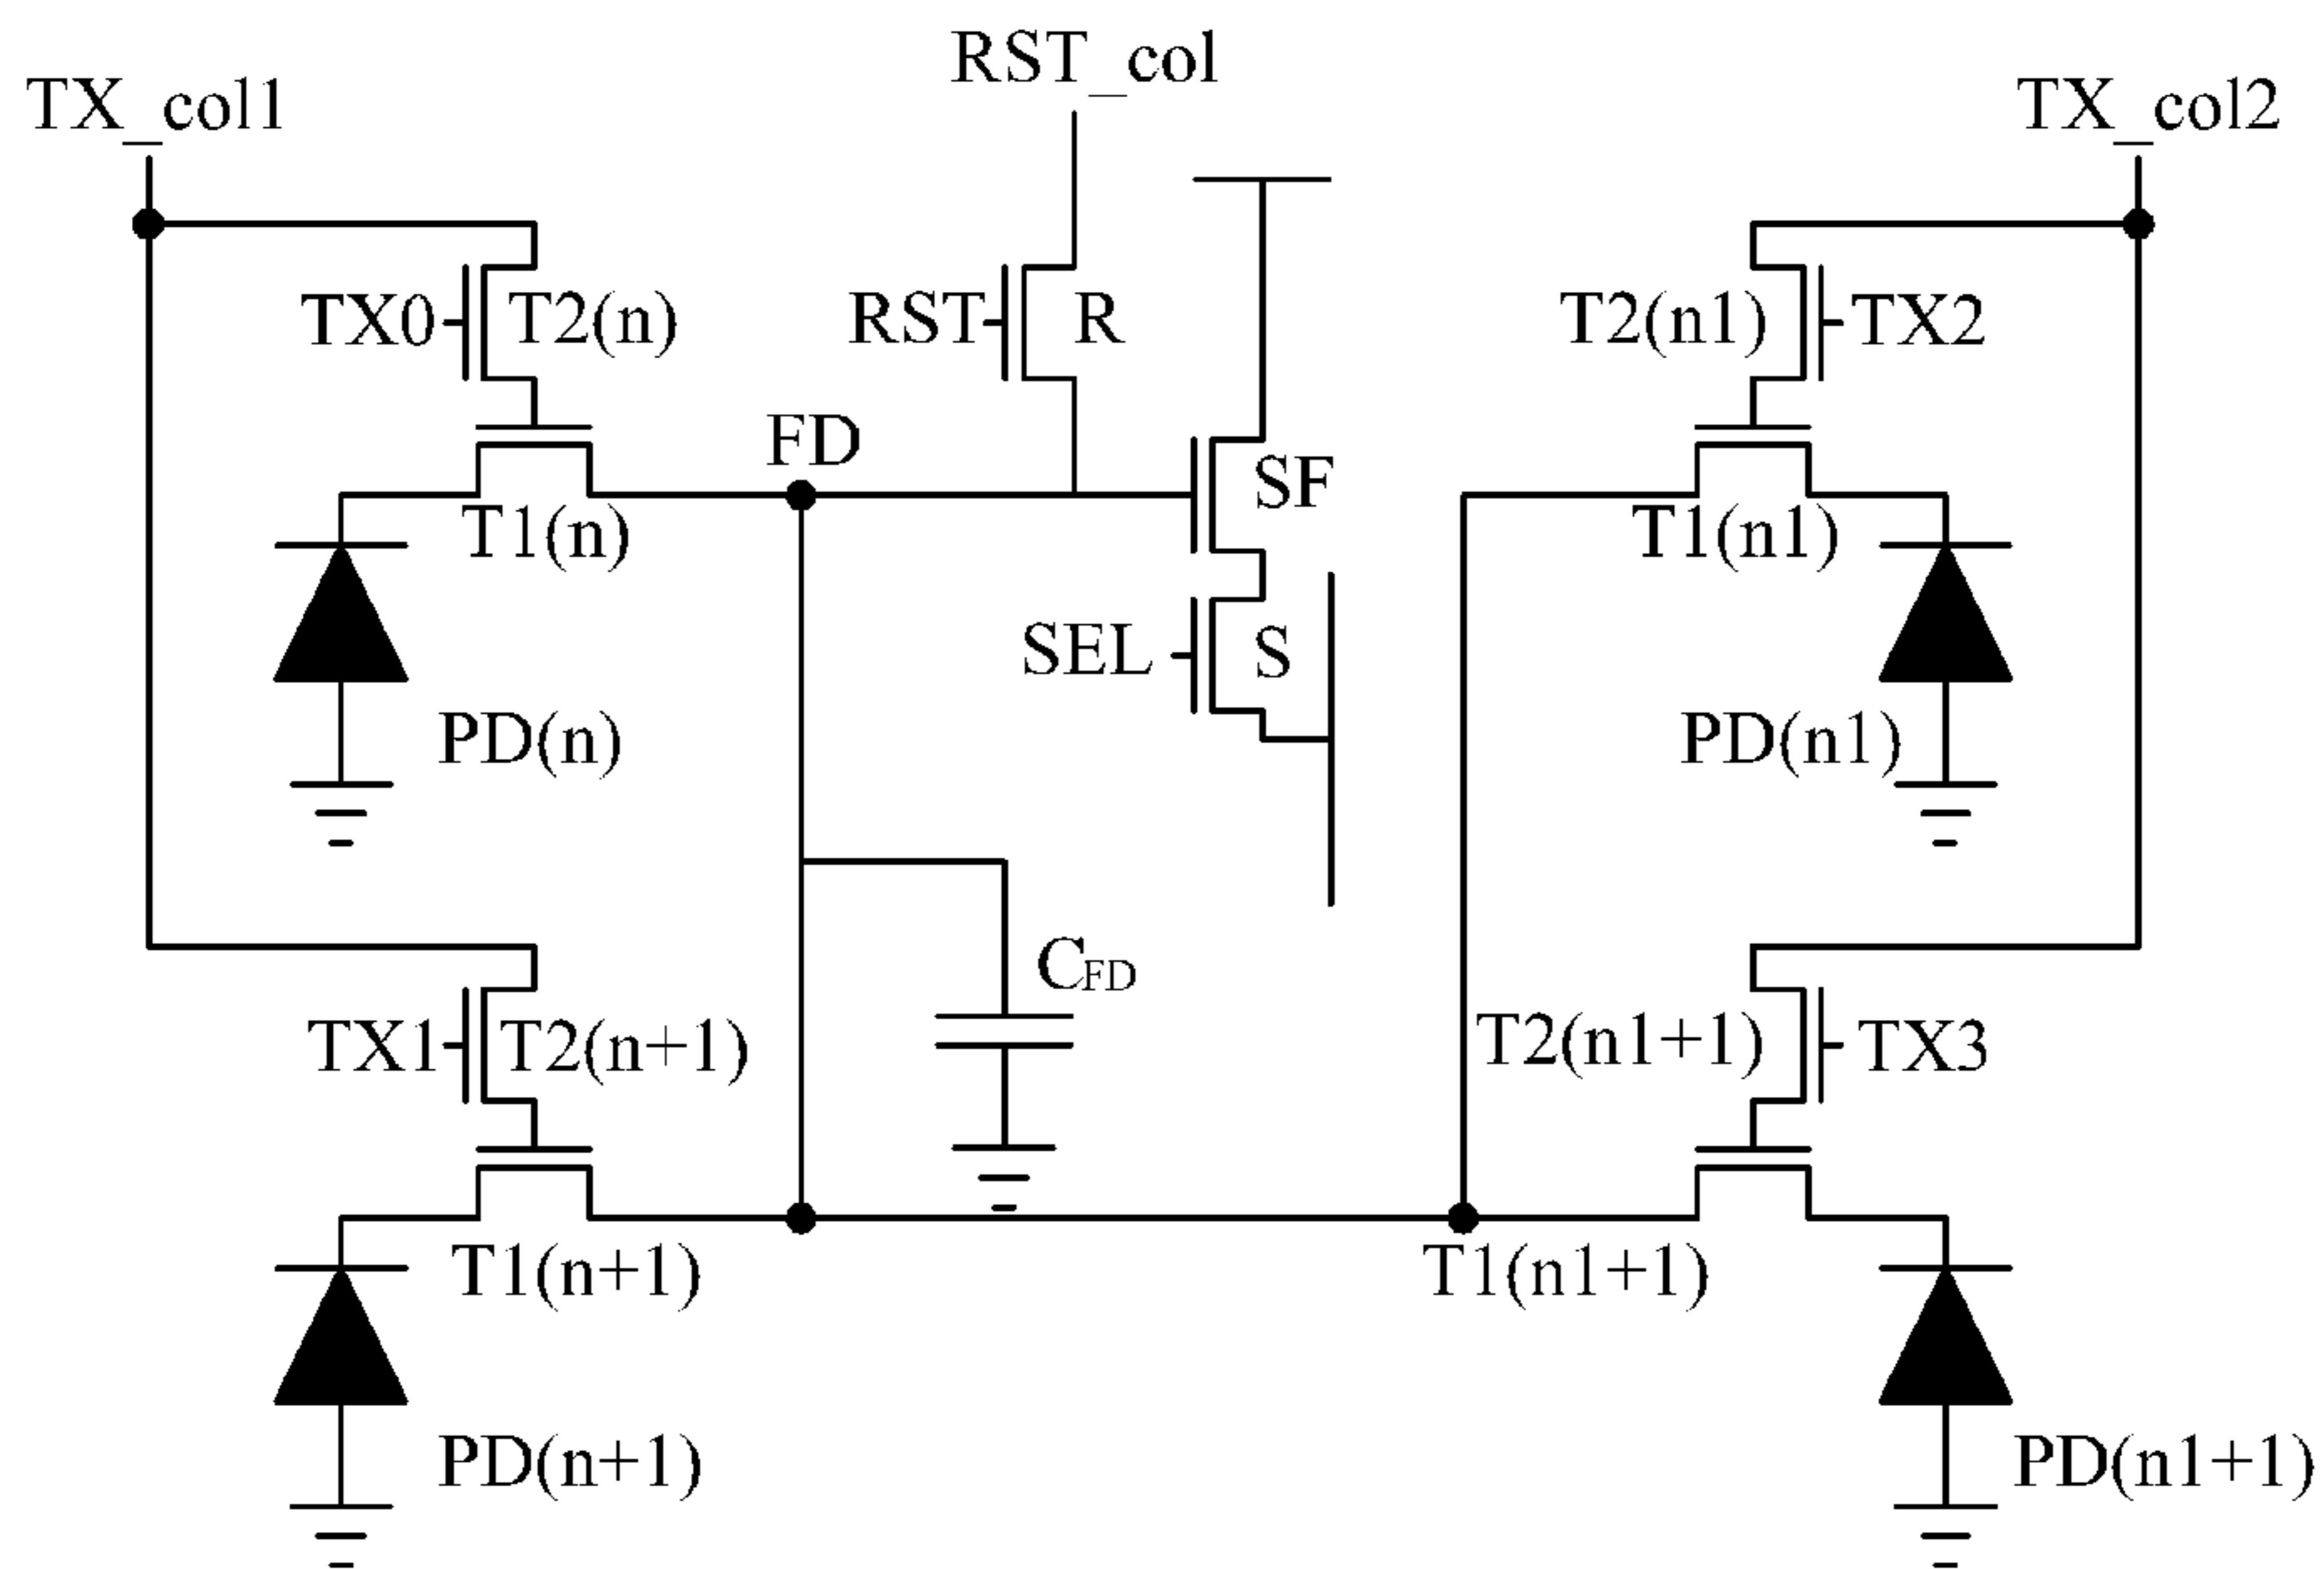 RST_col
TX_col1
TX_col2
TX0
T2(n)
RST
R
T2(n1)
TX2
FD
SF
T1(n)
T1(n1)
SEL
S
PD(n)
PD(n1)
CFD
TX1
T2(n+1)
T2(n1+1)
TX3
T1(n+1)
T1(n1+1)
PD(n+1)
PD(n1+1)